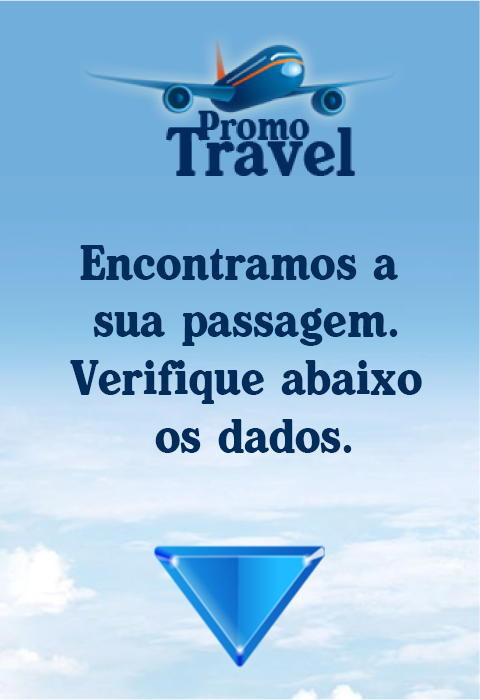 Promo
Travel
Encontramos a
sua passagem.
Verifique abaixo
os dados.